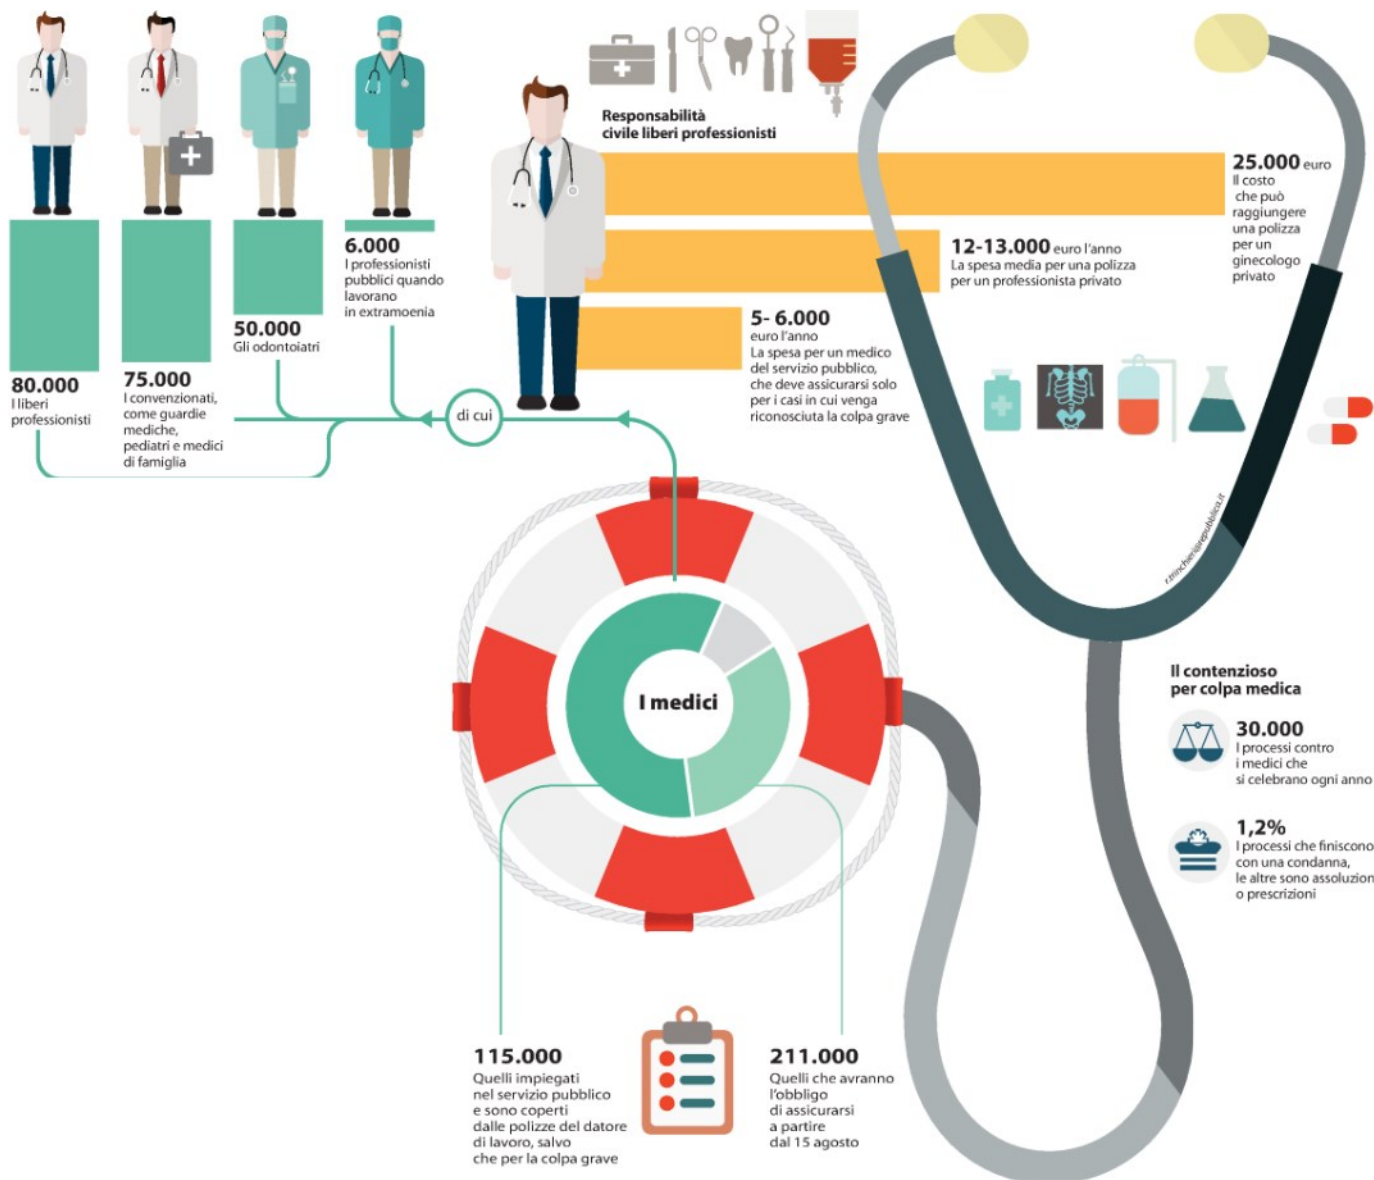 Responsabilità
civile liberi professionisti
25.000 euro
Il costo
che può
raggiungere
una polizza
per un
ginecologo
privato
12-13.000 euro l'anno
La spesa media per una polizza
per un professionista privato
5- 6.000
euro l'anno
La spesa per un medico
del servizio pubblico,
che deve assicurarsi solo
per i casi in cui venga
riconosciuta la colpa grave
6.000
I professionisti
pubblici quando
lavorano
in extramoenia
50.000
Gli odontoiatri
75.000
I convenzionati,
come guardie
mediche,
pediatri e medici
di famiglia
80.000
I liberi
professionisti
di cui
I medici
r.trinchieri@repubblica.it
Il contenzioso
per colpa medica
30.000
I processi contro
i medici che
si celebrano ogni anno
1,2%
I processi che finiscono
con una condanna,
le altre sono assoluzion
o prescrizioni
115.000
Quelli impiegati
nel servizio pubblico
e sono coperti
dalle polizze del datore
di lavoro, salvo
che per la colpa grave
211.000
Quelli che avranno
l'obbligo
di assicurarsi
a partire
dal 15 agosto